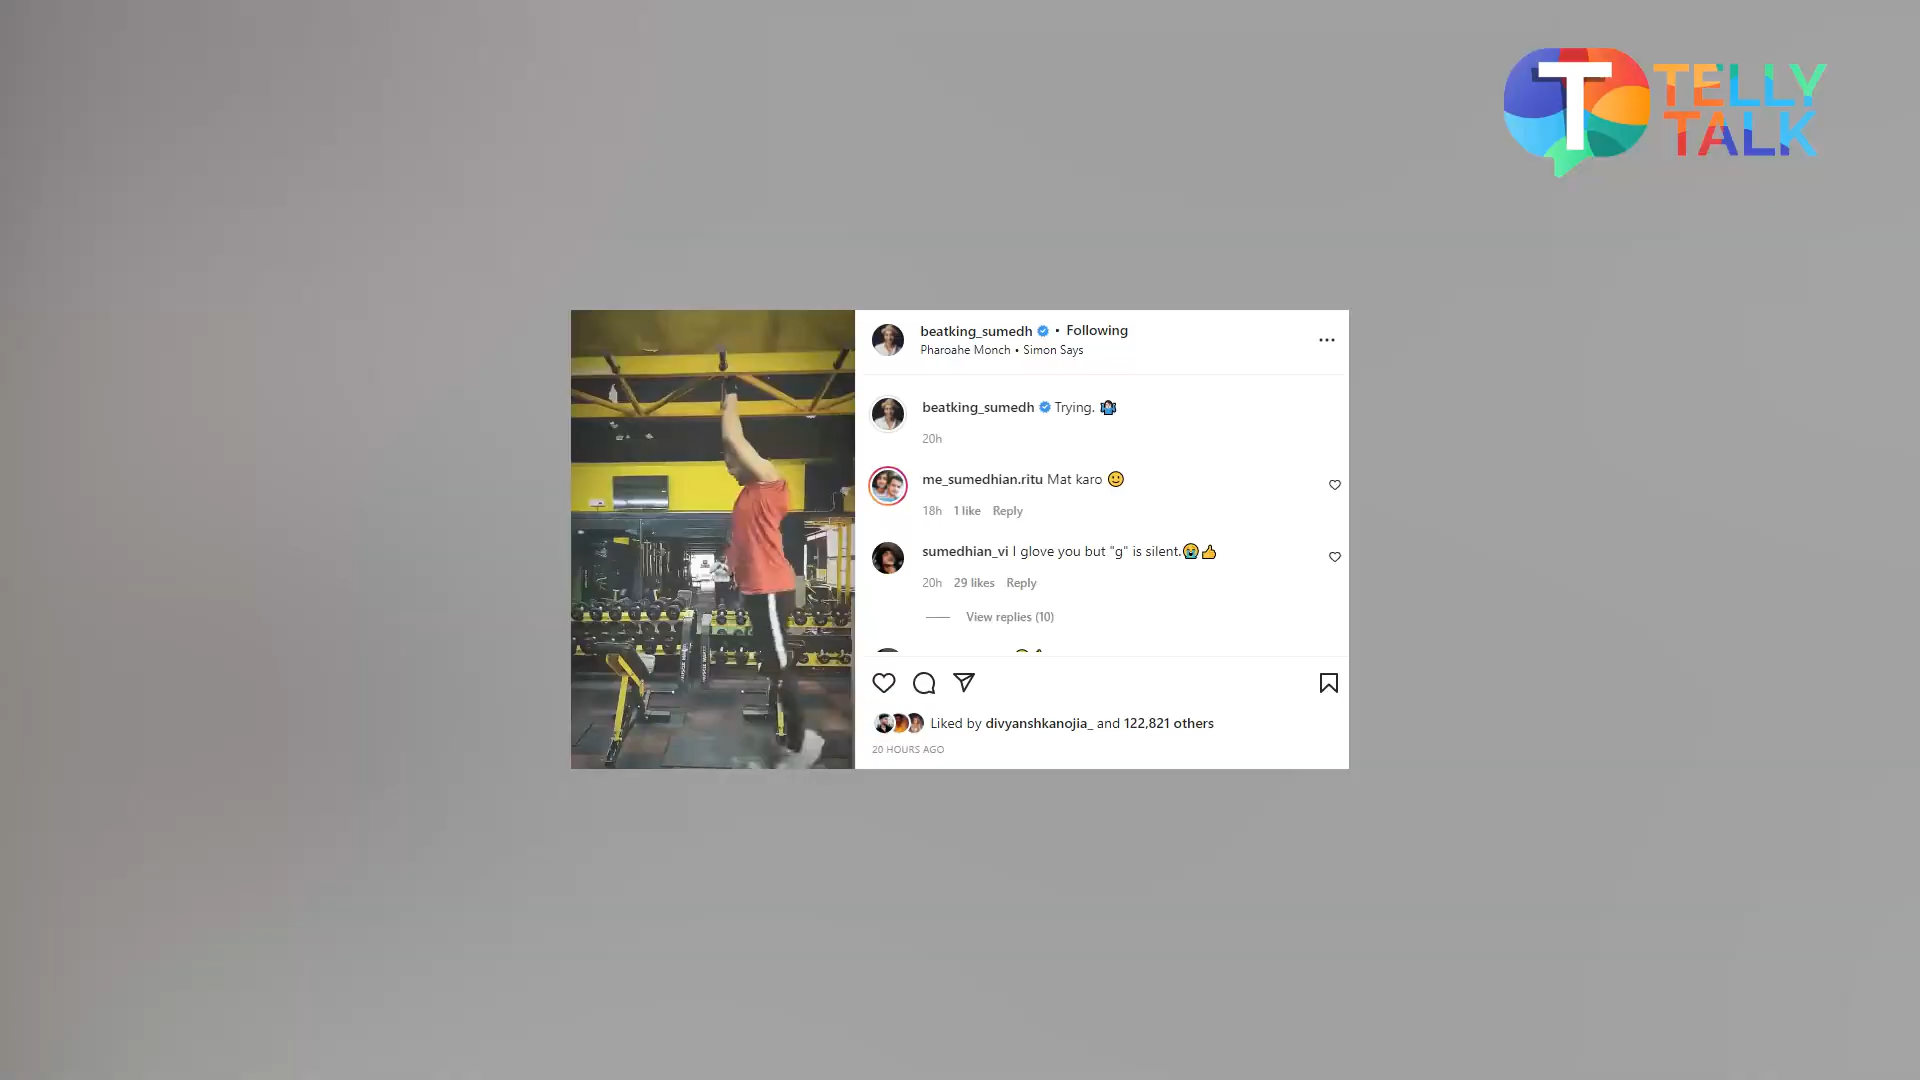 T TELLY
TALK
beatking_sumedh • Following
Pharoahe Monch • Simon Says
beatking_sumedh Trying. 🤷🏻‍♂️
20h
me_sumedhian.ritu Mat karo 🙂
18h 1 like Reply
sumedhian_vi I glove you but "g" is silent.😭👍
20h 29 likes Reply
View replies (10)
Liked by divyanshkanojia_ and 122,821 others
20 HOURS AGO